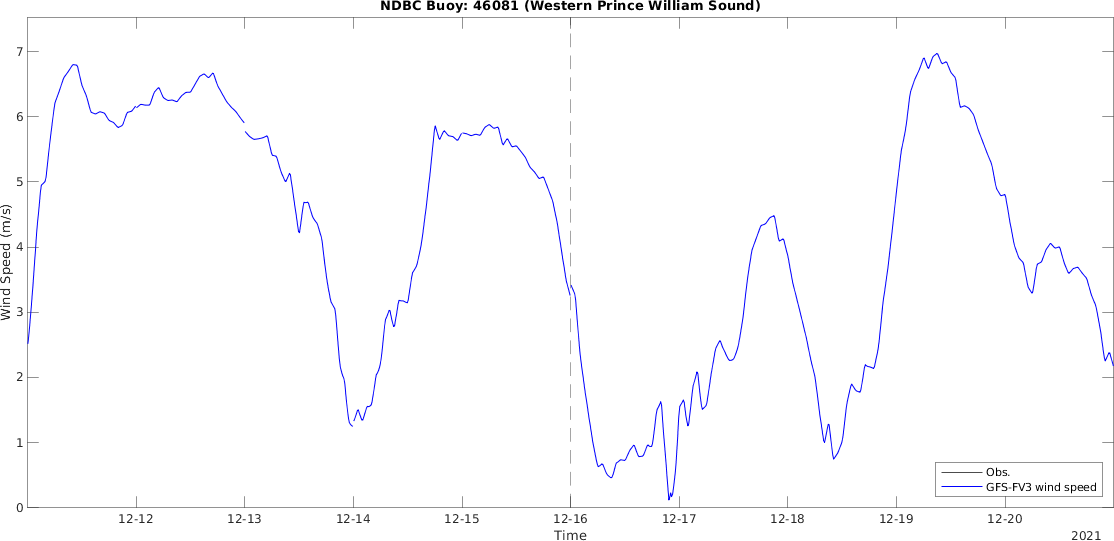 NDBC Buoy: 46081 (Western Prince William Sound)
7
6
5
4
3
2
1
0
Wind Speed (m/s)
12-12 12-13 12-14 12-15 12-16 12-17 12-18 12-19 12-20
Time
2021
Obs.
GFS-FV3 wind speed